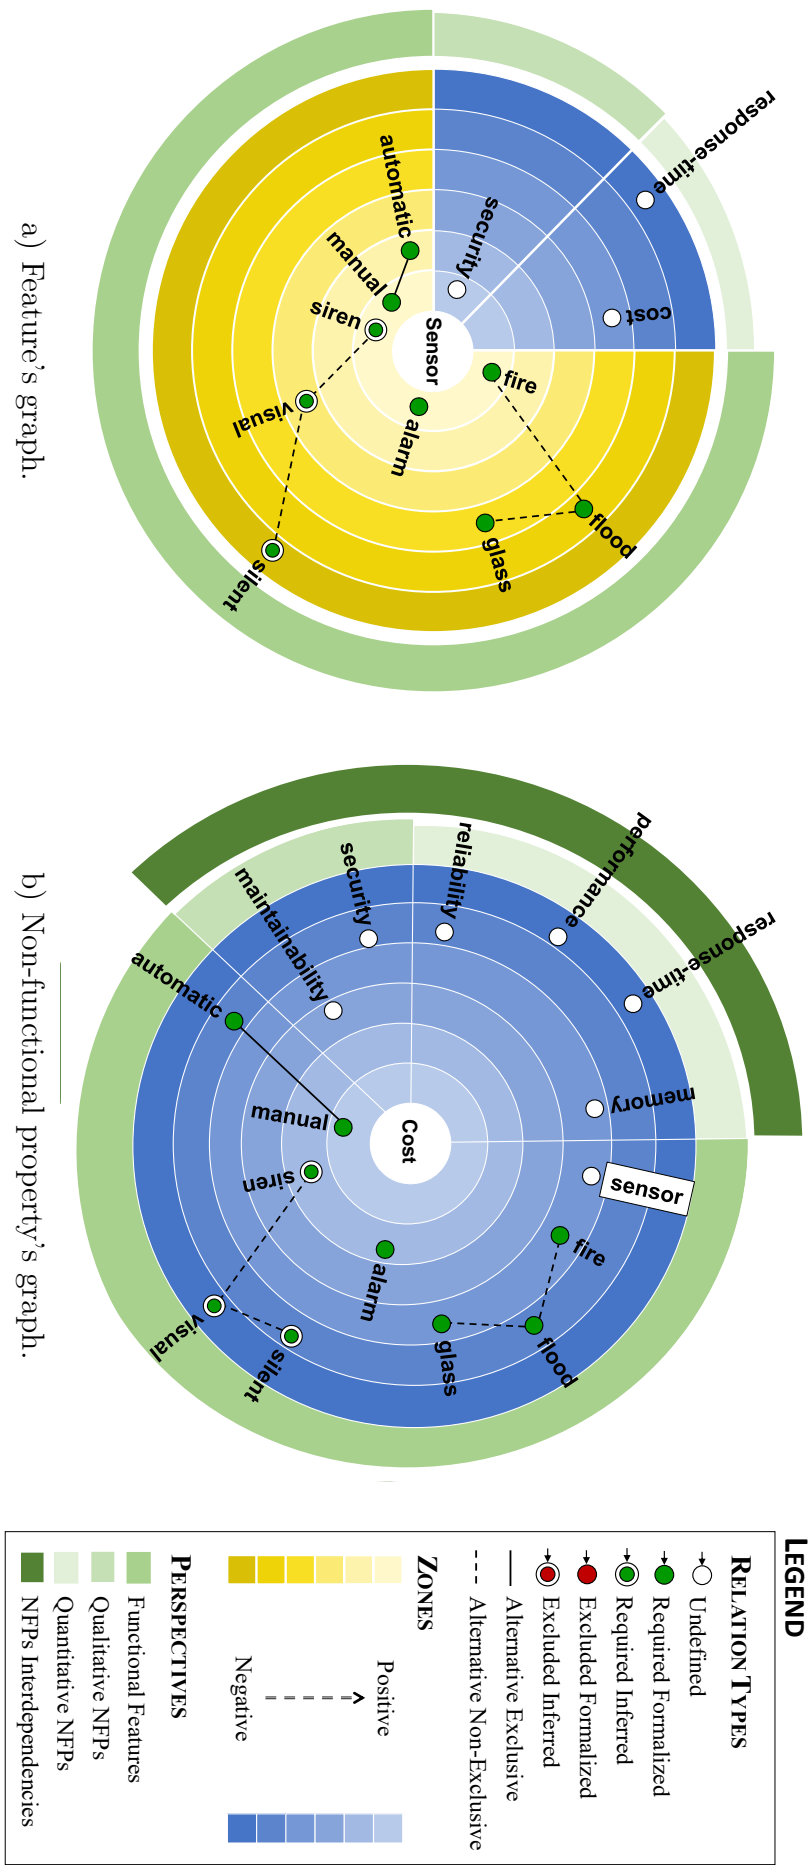 response-time
automatic
security
manual
siren
cost
Sensor
fire
visual
alarm
flood
glass
silent
a) Feature's graph.
performance
reliability
security
maintainability
response-time
automatic
memory
manual
Cost
siren
sensor
fire
alarm
visual
flood
glass
silent
b) Non-functional property's graph.
LEGEND
RELATION TYPES
Undefined
Required Formalized
Required Inferred
Excluded Formalized
Excluded Inferred
Alternative Exclusive
Alternative Non-Exclusive
ZONES
Positive
Negative
PERSPECTIVES
Functional Features
Qualitative NFPs
Quantitative NFPs
NFPs Interdependencies